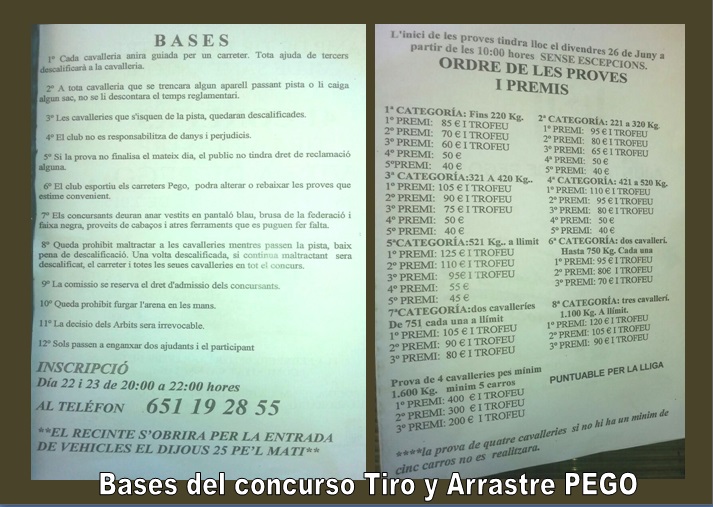 BASES
1º Cada cavalleria anira guiada per un carreter. Tota ajuda de tercers
descalificarà a la cavalleria.
2º A tota cavalleria que se trencara algun aparell passant pista o li caiga
algun sac, no se li descontara el temps reglamentari.
3º Les cavalleries que s'isquen de la pista, quedaran descalificades.
4º El club no es responsabilitza de danys i perjudicis.
5º Si la prova no finalisa el mateix dia, el public no tindra dret de reclamació
alguna.
6º El club esportiu els carreters Pego, podra alterar o rebaixar les proves que
estime convenient.
7º Els concursants deuran anar vestits en pantaló blau, brusa de la federació i
faixa negra, proveits de cabaços i atres ferraments que es puguen fer falta.
8º Queda prohibit maltractar a les cavalleries mentres passen la pista, baix
pena de descalificació. Una volta descalificada, si continua maltractant sera
descalificat, el carreter i totes les seues cavalleries en tot el concurs.
9º La comissio se reserva el dret d'admissio dels concursants.
10º Queda prohibit furgar l'arena en les mans.
11º La decisio dels Arbits sera irrevocable.
12º Sols passen a enganxar dos ajudants i el participant
INSCRIPCIÓ
Día 22 i 23 de 20:00 a 22:00 hores
AL TELÉFON 651 19 28 55
**EL RECINTE S'OBRIRA PER LA ENTRADA
DE VEHICLES EL DIJOUS 25 PE'L MATI**
L'inici de les proves tindra lloc el divendres 26 de Juny a
partir de les 10:00 hores SENSE ESCEPCIONS.
ORDRE DE LES PROVES
I PREMIS
1ª CATEGORÍA: Fins 220 Kg.
1º PREMI: 85 € I TROFEU
2º PREMI: 70 € I TROFEU
3º PREMI: 60 € I TROFEU
4º PREMI: 50 €
5ºPREMI: 40 €
2ª CATEGORÍA: 221 a 320 Kg.
1º PREMI: 95 € I TROFEU
2º PREMI: 80 € I TROFEU
3º PREMI: 65 € I TROFEU
4º PREMI: 50 €
5º PREMI: 40 €
3ª CATEGORÍA:321 A 420 KG..
1º PREMI: 105 € I TROFEU
2º PREMI: 90 € I TROFEU
3º PREMI: 75 € I TROFEU
4º PREMI: 50 €
5º PREMI: 40 €
4ª CATEGORÍA: 421 a 520 Kg.
1º PREMI: 110 € I TROFEU
2º PREMI: 95 € I TROFEU
3º PREMI: 80 € I TROFEU
4º PREMI: 50 €
5º PREMI: 40 €
5ªCATEGORÍA:521 Kg.. a llimit
1º PREMI: 125 € I TROFEU
2º PREMI: 110 € I TROFEU
3º PREMI: 95€ I TROFEU
4º PREMI: 55 €
5º PREMI: 45 €
6ª CATEGORÍA: dos cavalleri.
Hasta 750 Kg. Cada una
1º PREMI: 95 € I TROFEU
2º PREMI: 80€ I TROFEU
3º PREMI: 70 € I TROFEU
7ªCATEGORÍA:dos cavalleries
De 751 cada una a llímit
1º PREMI: 105 € I TROFEU
2º PREMI: 90 € I TROFEU
3º PREMI: 80 € I TROFEU
8ª CATEGORÍA: tres cavalleri.
1.100 Kg. A llimit.
1º PREMI: 120 € I TROFEU
2º PREMI: 105 € I TROFEU
3º PREMI: 90 € I TROFEU
Prova de 4 cavalleries pes mínim
1.600 Kg. minim 5 carros
1º PREMI: 400 € I TROFEU
2º PREMI: 300 € I TROFEU
3º PREMI: 200 € I TROFEU
PUNTUABLE PER LA LLIGA
****la prova de quatre cavalleries si no hi ha un minim de
cinc carros no es realitzara.
Bases del concurso Tiro y Arrastre PEGO